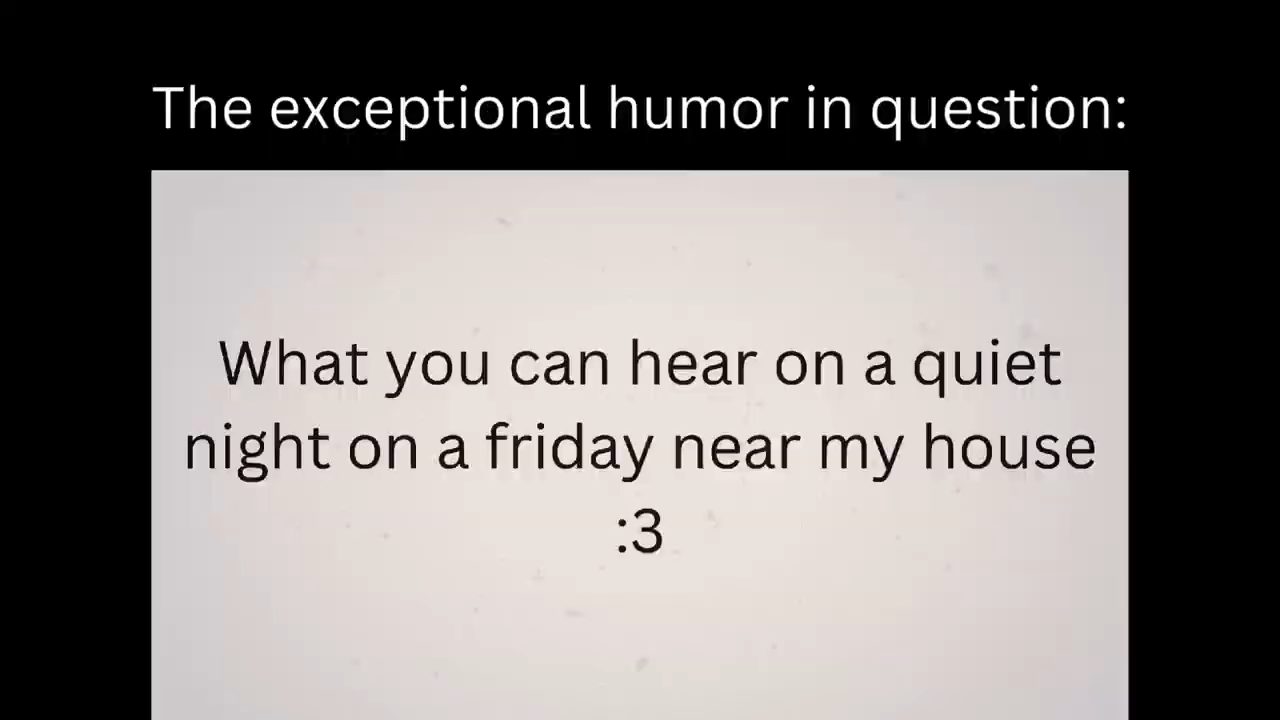 The exceptional humor in question:
What you can hear on a quiet
night on a friday near my house
:3